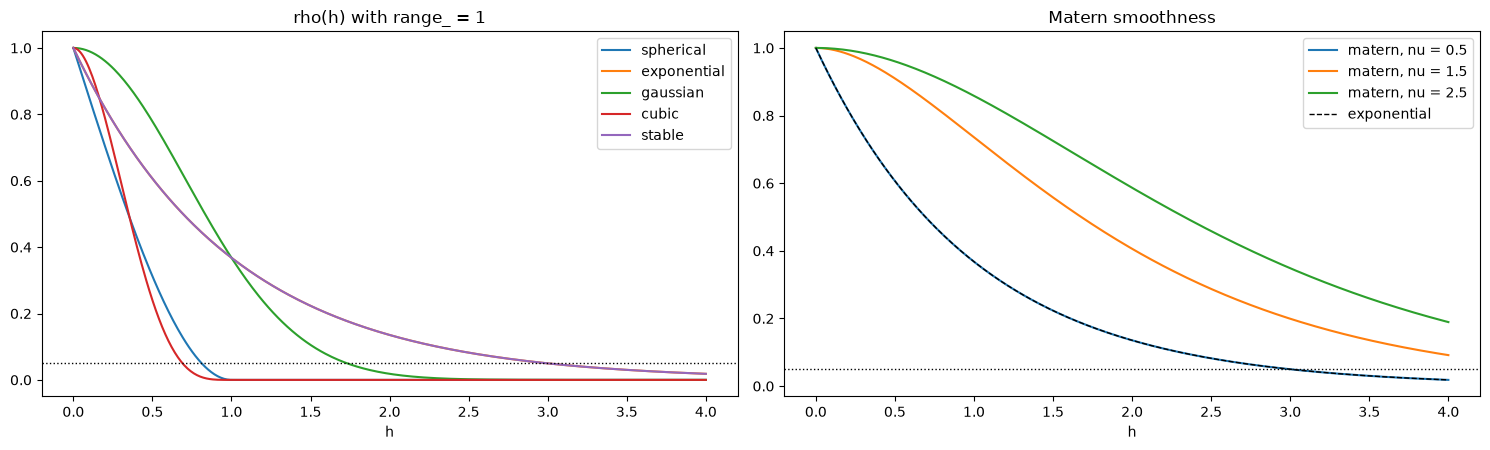 rho(h) with range_ = 1
1.0
0.8
0.6
0.4
0.2
0.0
spherical
exponential
gaussian
cubic
stable
0.0 0.5 1.0 1.5 2.0 2.5 3.0 3.5 4.0
h
Matern smoothness
1.0
0.8
0.6
0.4
0.2
0.0
matern, nu = 0.5
matern, nu = 1.5
matern, nu = 2.5
exponential
0.0 0.5 1.0 1.5 2.0 2.5 3.0 3.5 4.0
h